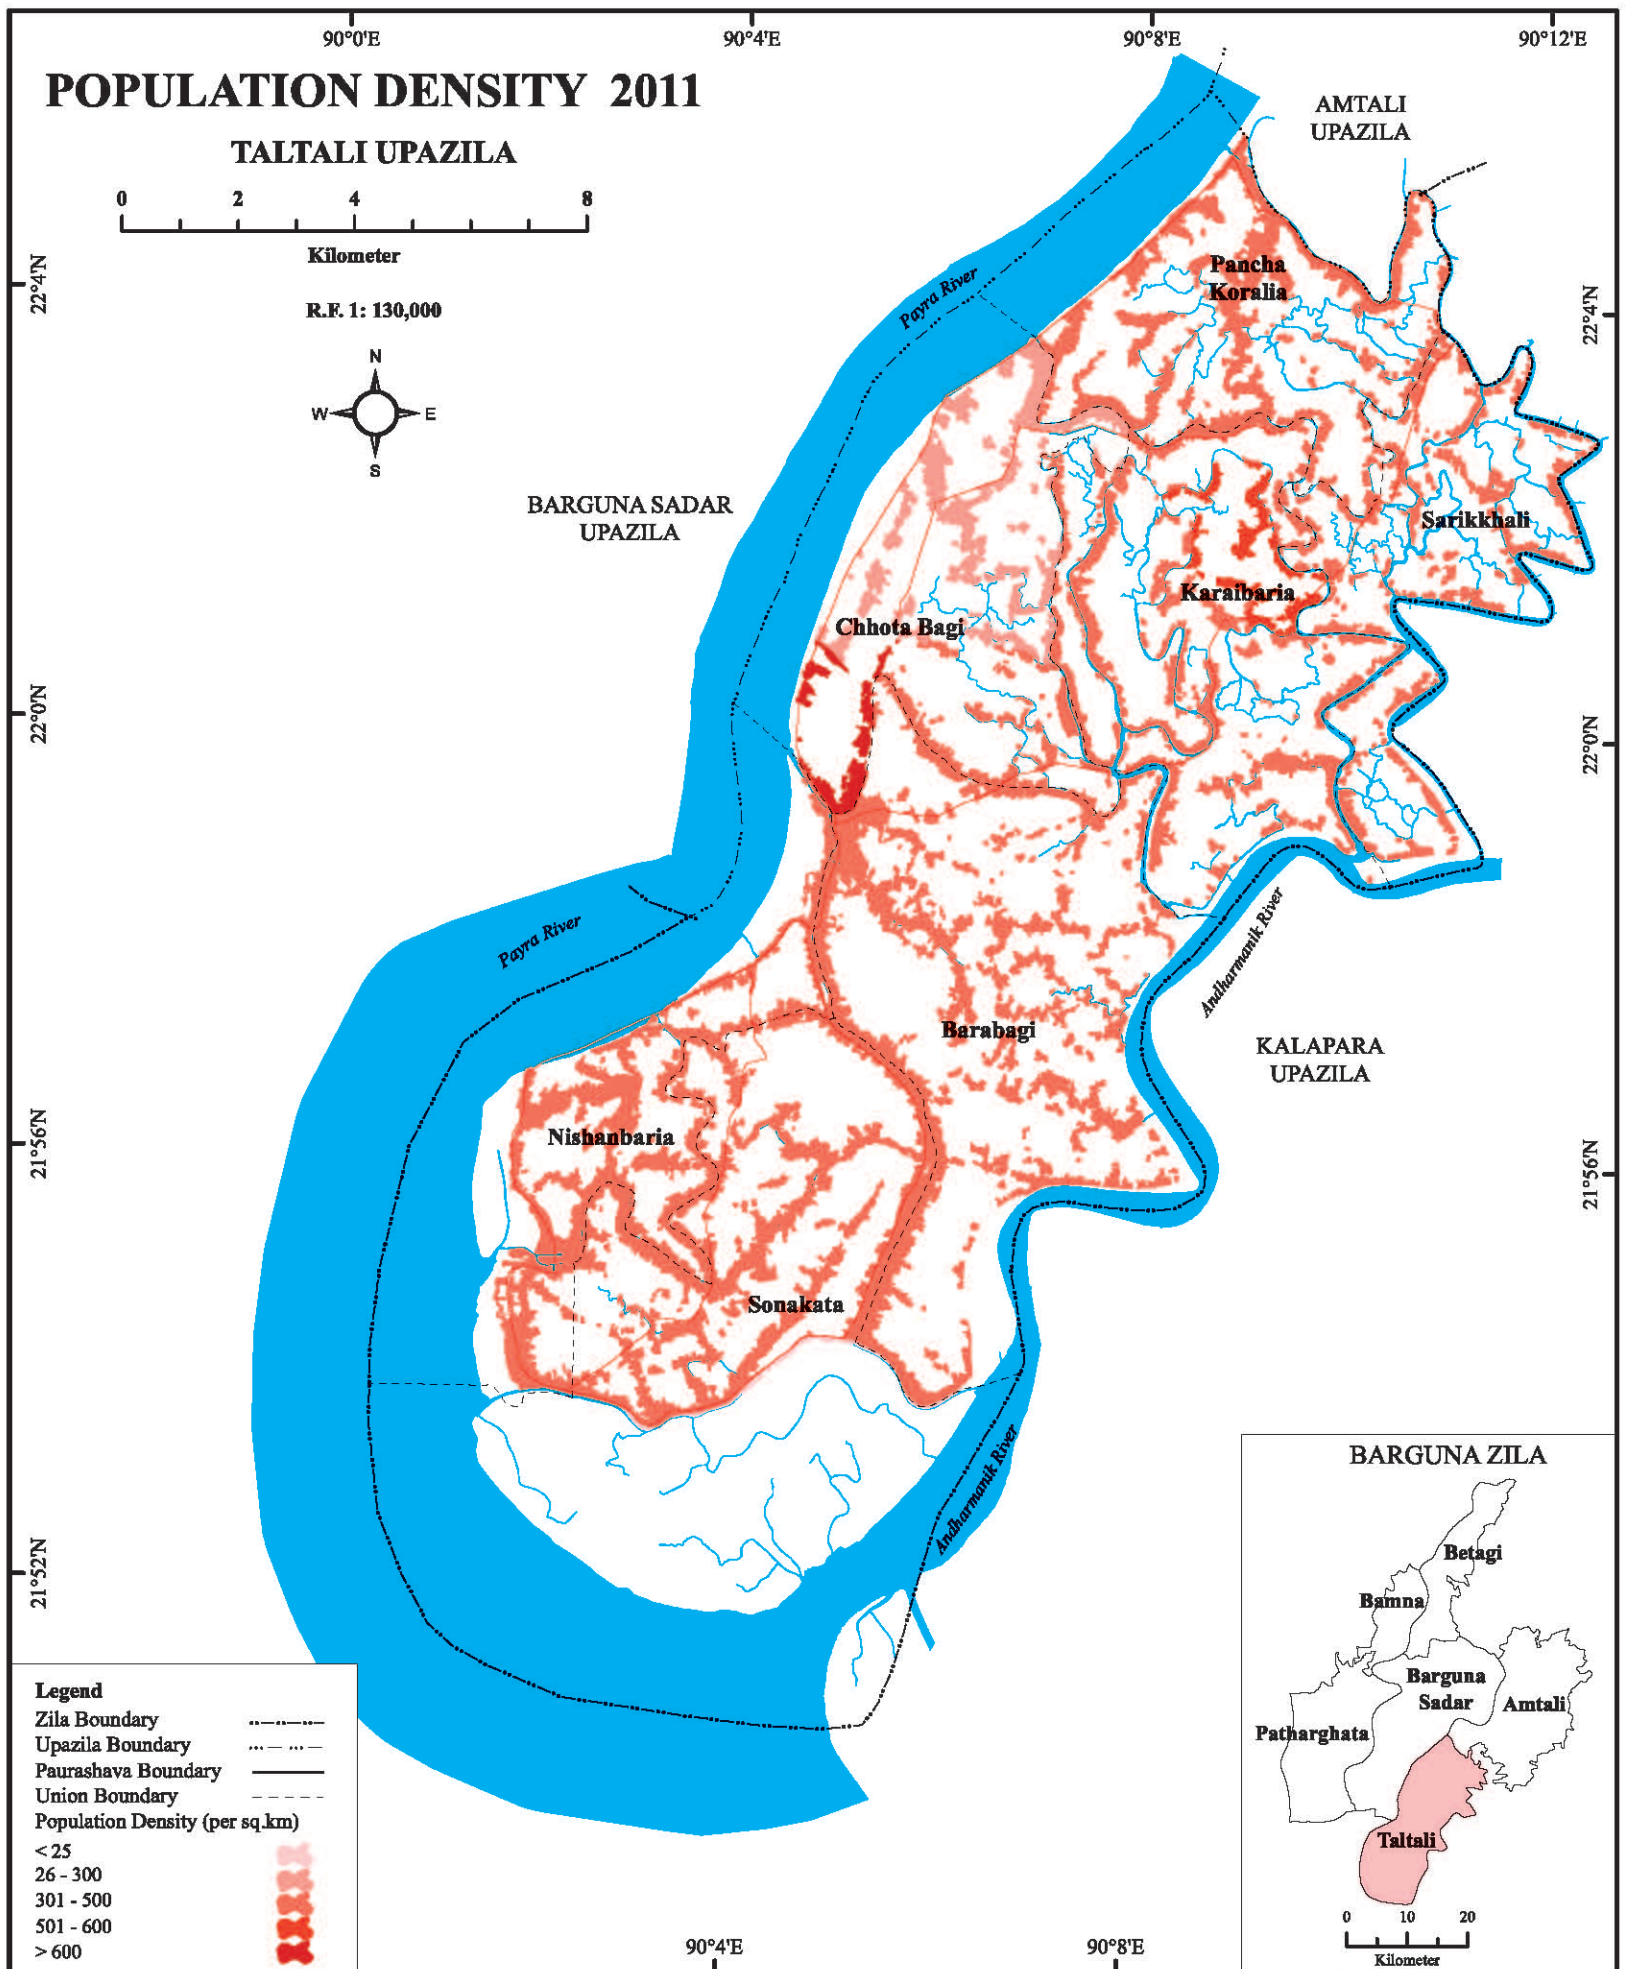 90°0'E
90°4'E
90°8'E
90°12'E
POPULATION DENSITY 2011
TALTALI UPAZILA
0 2 4 8
Kilometer
R.F. 1: 130,000
N
W E
S
22°4'N
22°4'N
22°0'N
22°0'N
21°56'N
21°56'N
21°52'N
AMTALI
UPAZILA
Payra River
Pancha
Koralia
BARGUNA SADAR
UPAZILA
Sarikkhali
Karaibaria
Chhota Bagi
Payra River
Andharmanik River
Barabagi
KALAPARA
UPAZILA
Nishanbaria
Sonakata
Andharmanik River
Legend
Zila Boundary
Upazila Boundary
Paurashava Boundary
Union Boundary
Population Density (per sq.km)
< 25
26 - 300
301 - 500
501 - 600
> 600
BARGUNA ZILA
Betagi
Bamna
Barguna
Sadar
Amtali
Patharghata
Taltali
0 10 20
Kilometer
90°4'E
90°8'E